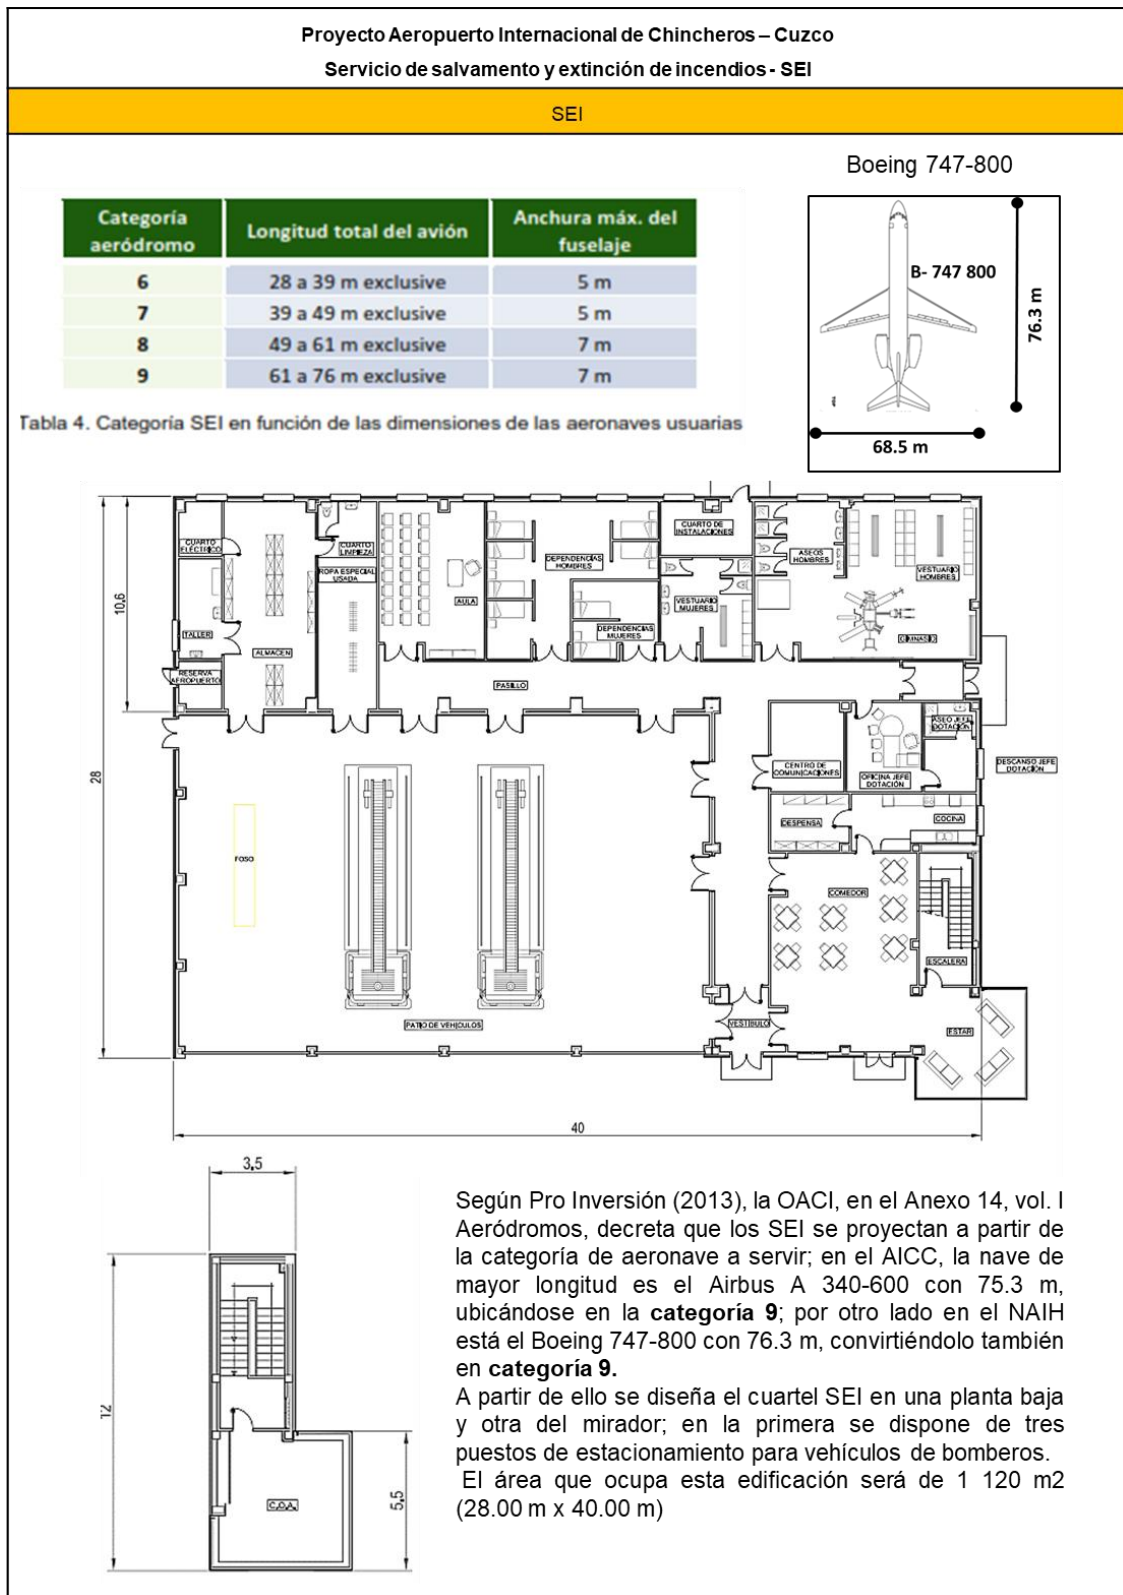 Proyecto Aeropuerto Internacional de Chincheros – Cuzco
Servicio de salvamento y extinción de incendios - SEI
SEI
Boeing 747-800
Categoría aeródromo | Longitud total del avión | Anchura máx. del fuselaje
6 | 28 a 39 m exclusive | 5 m
7 | 39 a 49 m exclusive | 5 m
8 | 49 a 61 m exclusive | 7 m
9 | 61 a 76 m exclusive | 7 m
Tabla 4. Categoría SEI en función de las dimensiones de las aeronaves usuarias
B- 747 800
76.3 m
68.5 m
CUARTO ELÉCTRICO
CUARTO LIMPIEZA
ROPA ESPECIAL USADA
AULA
DEPENDENCIAS HOMBRES
CUARTO DE INSTALACIONES
ASEOS HOMBRES
VESTUARIO HOMBRES
10,6
TALLER
ALMACEN
DEPENDENCIAS MUJERES
VESTUARIO MUJERES
GIMNASIO
RESERVA AEROPUERTO
PASILLO
28
CENTRO DE COMUNICACIONES
OFICINA JEFE DOTACIÓN
ASEO JEFE DOTACIÓN
DESCANSO JEFE DOTACIÓN
DESPENSA
COCINA
FOSO
COMEDOR
ESCALERA
PATIO DE VEHÍCULOS
VESTÍBULO
ESTAR
40
3,5
12
C.O.A.
5,5
Según Pro Inversión (2013), la OACI, en el Anexo 14, vol. I
Aeródromos, decreta que los SEI se proyectan a partir de
la categoría de aeronave a servir; en el AICC, la nave de
mayor longitud es el Airbus A 340-600 con 75.3 m,
ubicándose en la categoría 9; por otro lado en el NAIH
está el Boeing 747-800 con 76.3 m, convirtiéndolo también
en categoría 9.
A partir de ello se diseña el cuartel SEI en una planta baja
y otra del mirador; en la primera se dispone de tres
puestos de estacionamiento para vehículos de bomberos.
El área que ocupa esta edificación será de 1 120 m2
(28.00 m x 40.00 m)